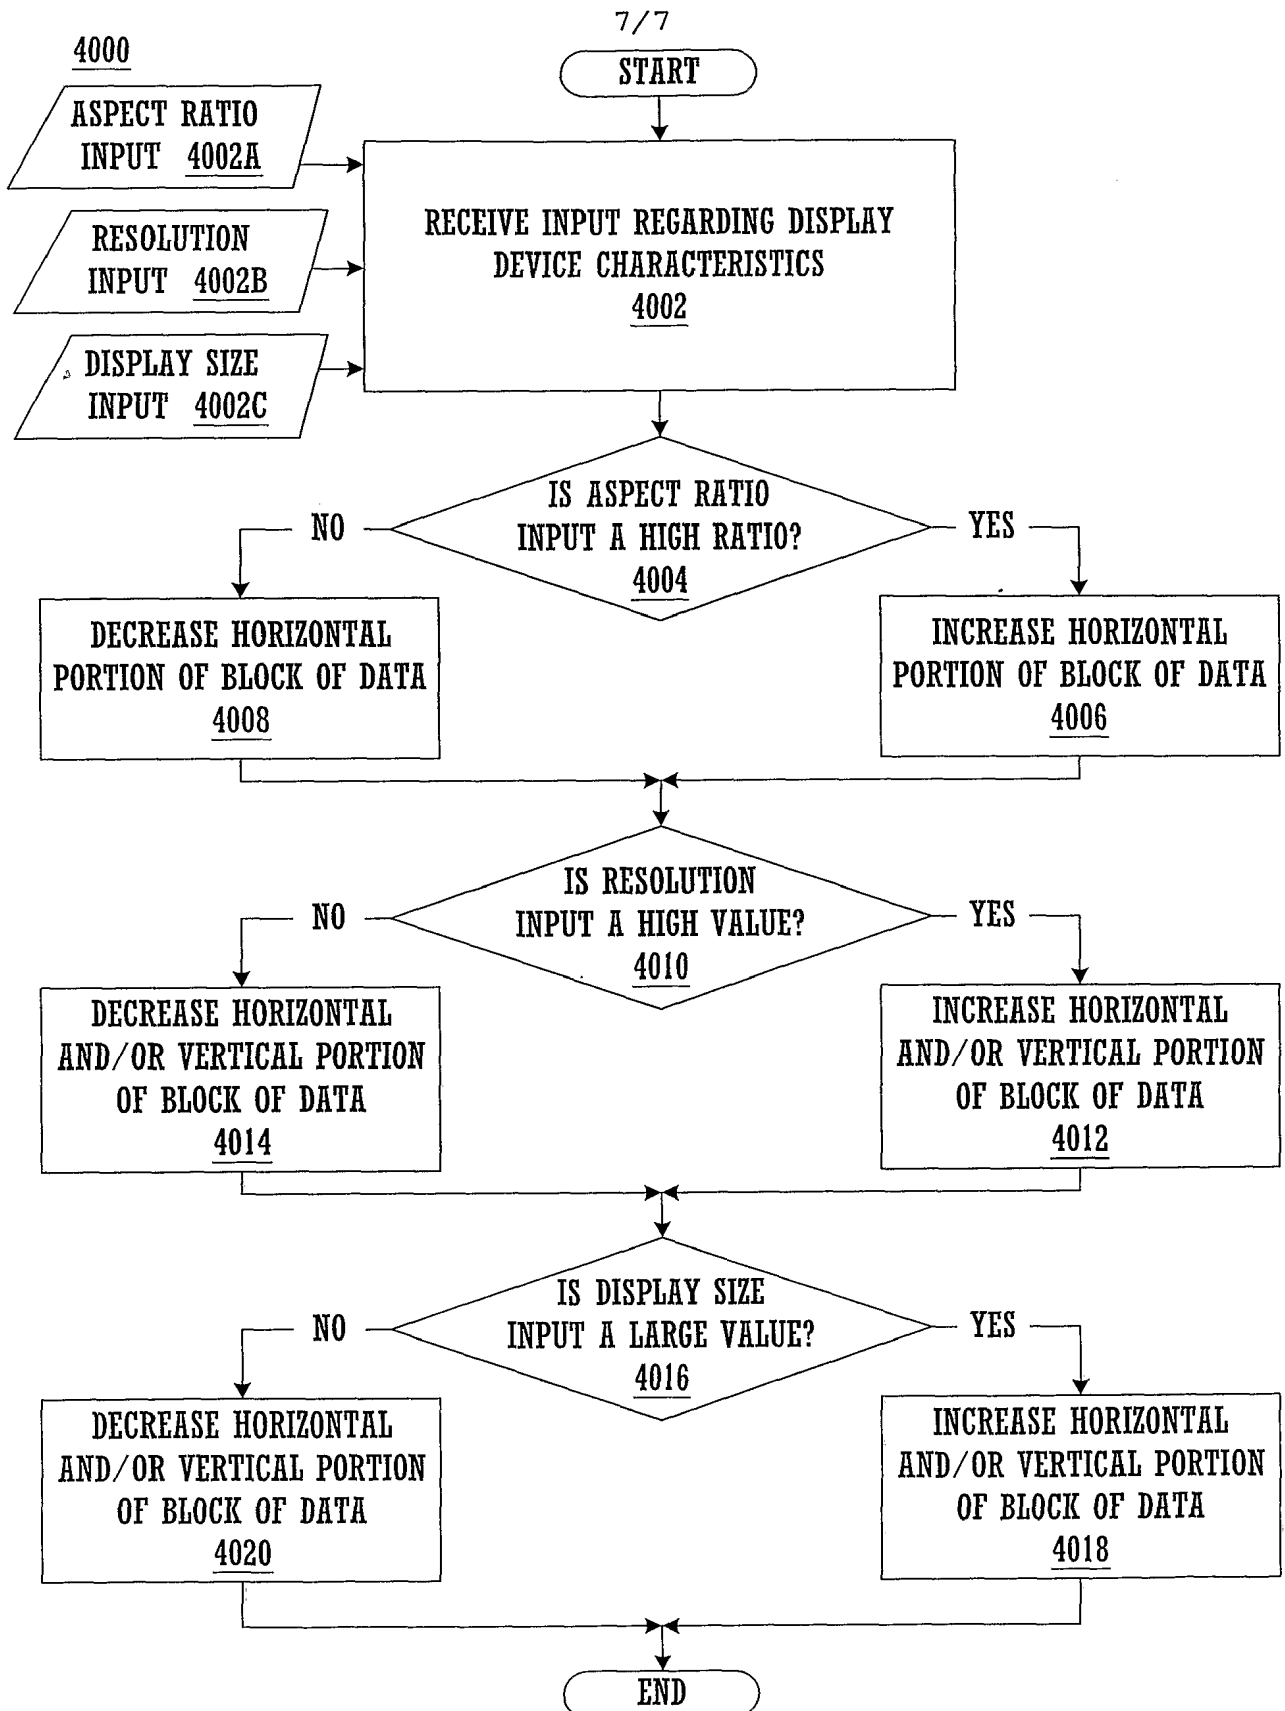 7/7
4000
START
ASPECT RATIO
INPUT 4002A
RESOLUTION
INPUT 4002B
DISPLAY SIZE
INPUT 4002C
RECEIVE INPUT REGARDING DISPLAY
DEVICE CHARACTERISTICS
4002
IS ASPECT RATIO
INPUT A HIGH RATIO?
4004
NO
YES
DECREASE HORIZONTAL
PORTION OF BLOCK OF DATA
4008
INCREASE HORIZONTAL
PORTION OF BLOCK OF DATA
4006
IS RESOLUTION
INPUT A HIGH VALUE?
4010
NO
YES
DECREASE HORIZONTAL
AND/OR VERTICAL PORTION
OF BLOCK OF DATA
4014
INCREASE HORIZONTAL
AND/OR VERTICAL PORTION
OF BLOCK OF DATA
4012
IS DISPLAY SIZE
INPUT A LARGE VALUE?
4016
NO
YES
DECREASE HORIZONTAL
AND/OR VERTICAL PORTION
OF BLOCK OF DATA
4020
INCREASE HORIZONTAL
AND/OR VERTICAL PORTION
OF BLOCK OF DATA
4018
END